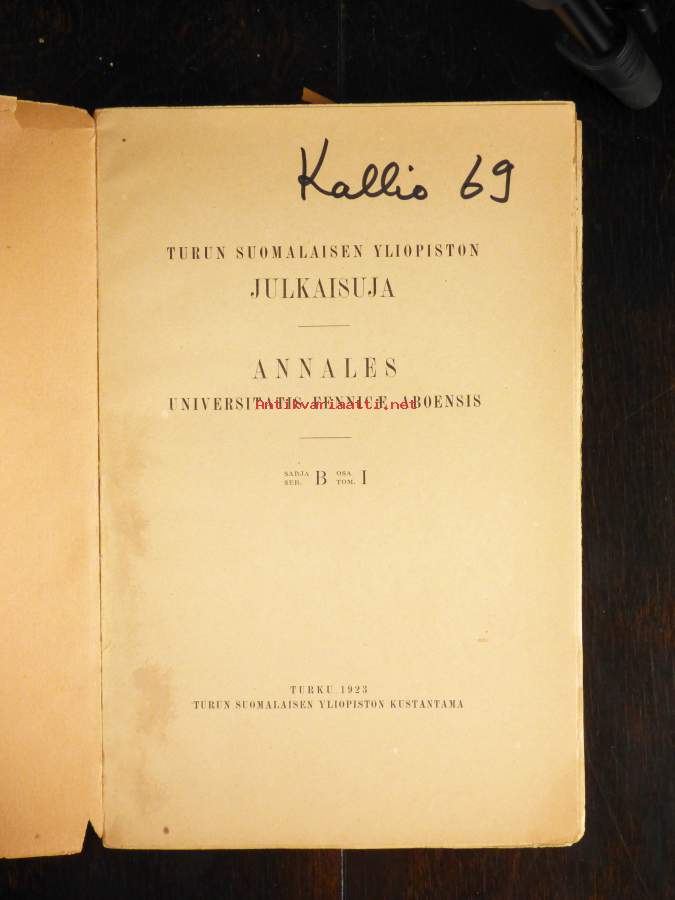 Kallio 69
TURUN SUOMALAISEN YLIOPISTON
JULKAISUJA
ANNALES
UNIVERSITATIS FENNICÆ ABOENSIS
Antikvariaatti.net
SARJA SER. B OSA TOM. I
TURKU 1923
TURUN SUOMALAISEN YLIOPISTON KUSTANTAMA